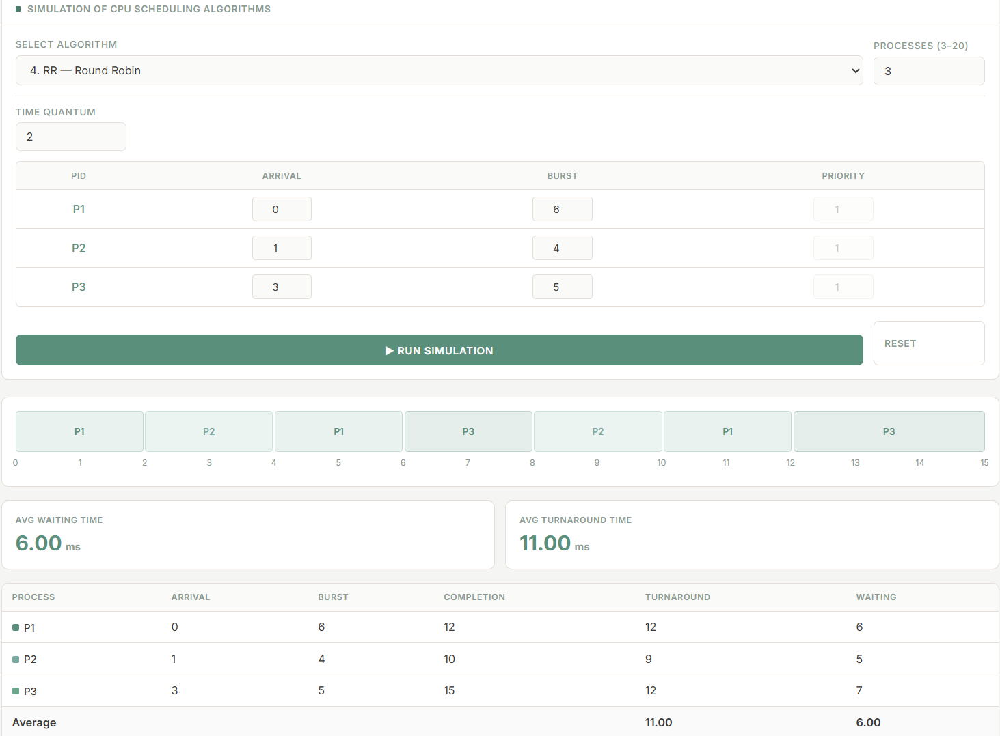 SIMULATION OF CPU SCHEDULING ALGORITHMS
SELECT ALGORITHM
PROCESSES (3–20)
4. RR — Round Robin
3
TIME QUANTUM
2
PID ARRIVAL BURST PRIORITY
P1 0 6 1
P2 1 4 1
P3 3 5 1
▶ RUN SIMULATION
RESET
P1 P2 P1 P3 P2 P1 P3
0 1 2 3 4 5 6 7 8 9 10 11 12 13 14 15
AVG WAITING TIME
6.00 ms
AVG TURNAROUND TIME
11.00 ms
PROCESS ARRIVAL BURST COMPLETION TURNAROUND WAITING
P1 0 6 12 12 6
P2 1 4 10 9 5
P3 3 5 15 12 7
Average 11.00 6.00